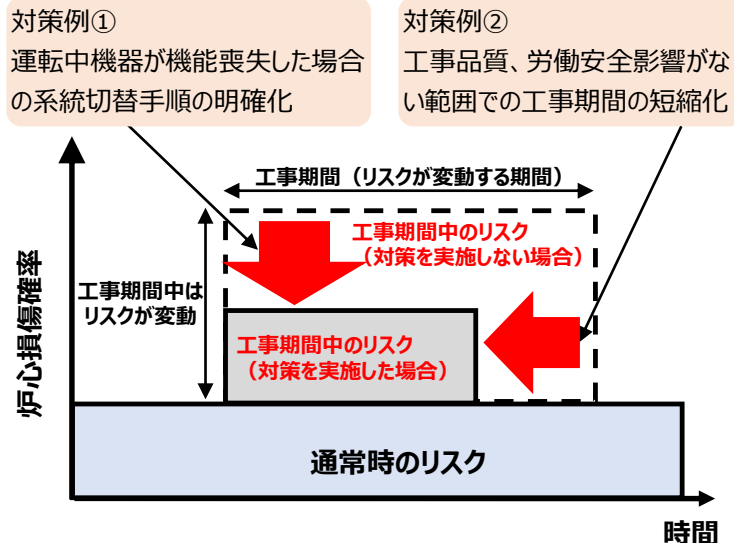 対策例①
運転中機器が機能喪失した場合
の系統切替手順の明確化
対策例②
工事品質、労働安全影響がな
い範囲での工事期間の短縮化
工事期間（リスクが変動する期間）
工事期間中のリスク
（対策を実施しない場合）
工事期間中は
リスクが変動
工事期間中のリスク
（対策を実施した場合）
炉心損傷確率
通常時のリスク
時間